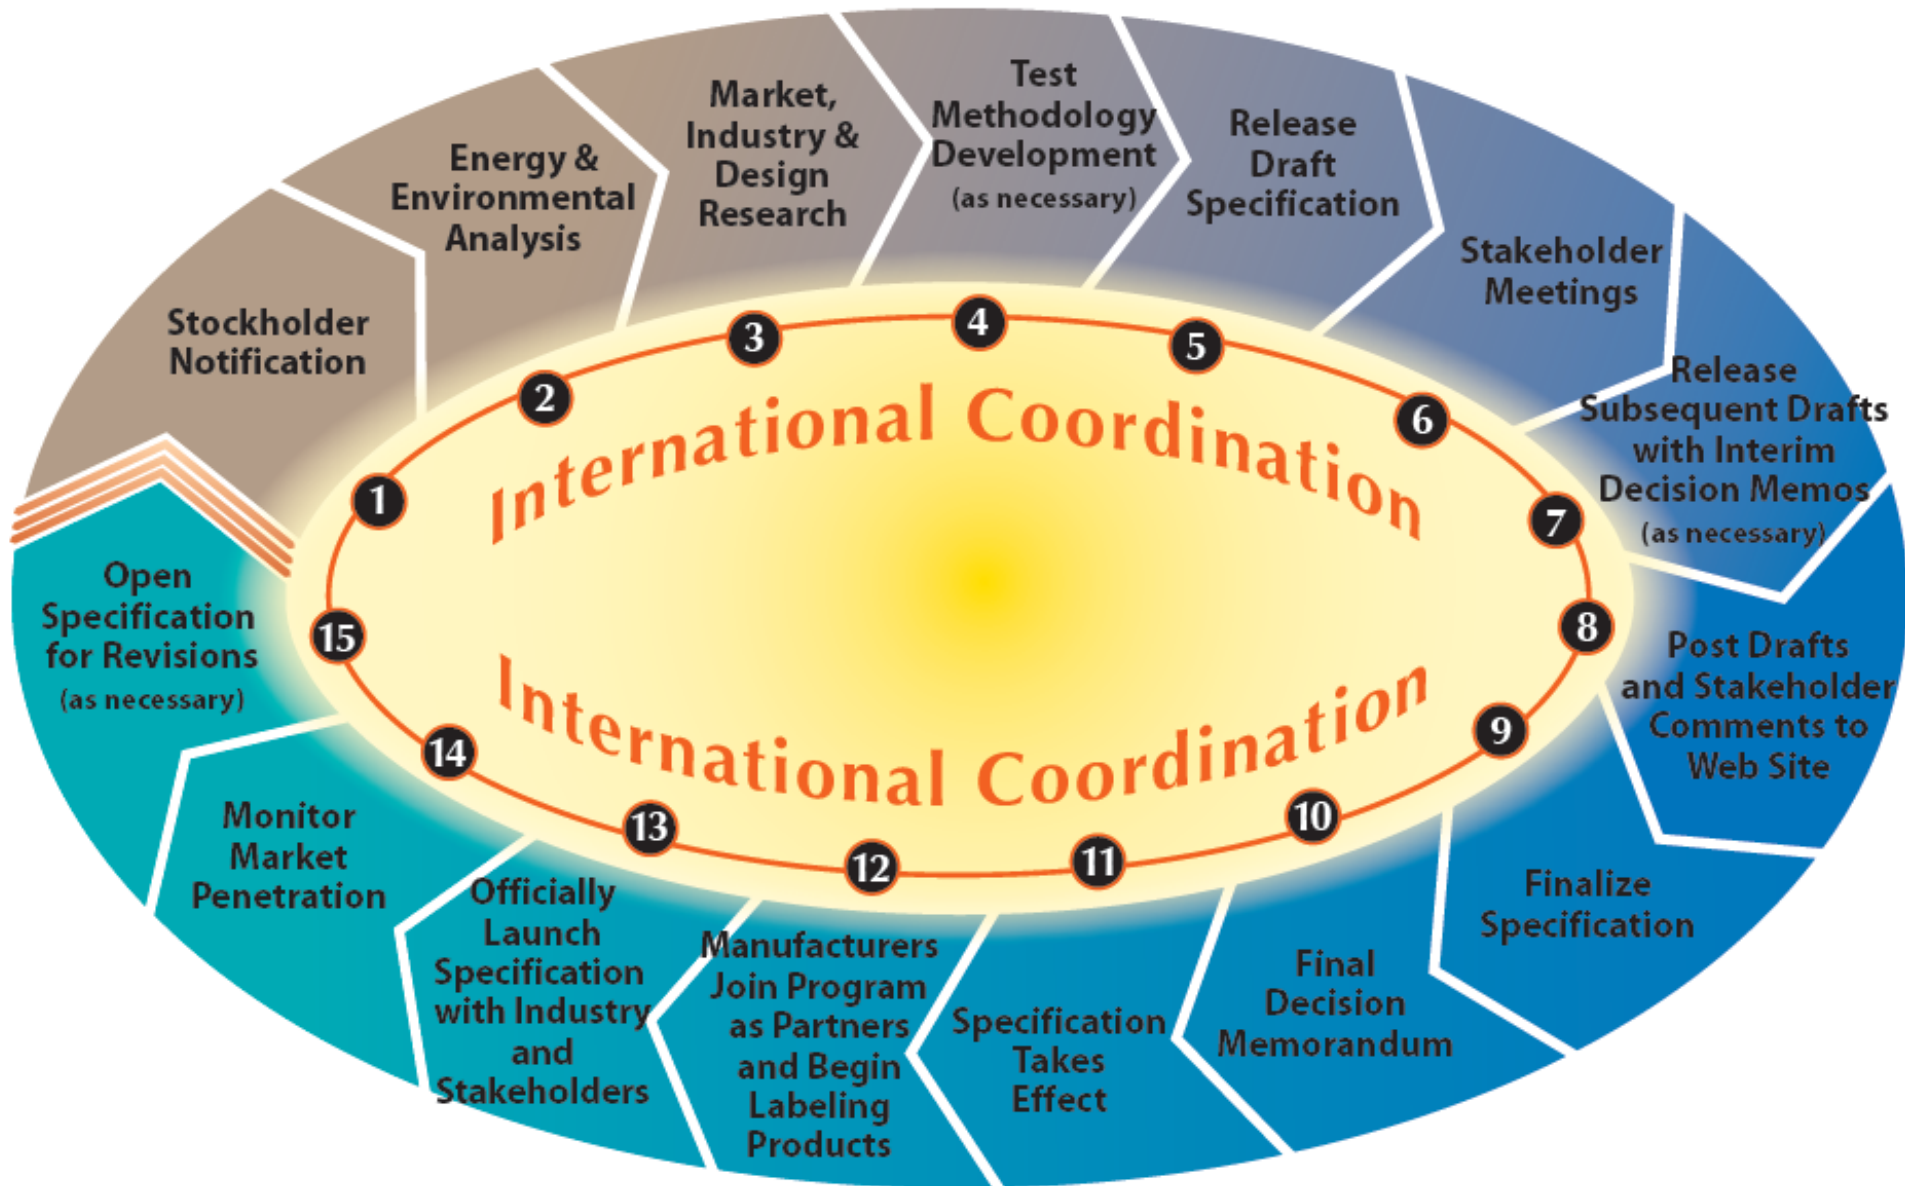 Stockholder
Notification
Energy &
Environmental
Analysis
Market,
Industry &
Design
Research
Test
Methodology
Development
(as necessary)
Release
Draft
Specification
Stakeholder
Meetings
Release
Subsequent Drafts
with Interim
Decision Memos
(as necessary)
Post Drafts
and Stakeholder
Comments to
Web Site
Finalize
Specification
Final
Decision
Memorandum
Specification
Takes
Effect
Manufacturers
Join Program
as Partners
and Begin
Labeling
Products
Officially
Launch
Specification
with Industry
and
Stakeholders
Monitor
Market
Penetration
Open
Specification
for Revisions
(as necessary)
1
2
3
4
5
6
7
8
9
10
11
12
13
14
15
International Coordination
International Coordination